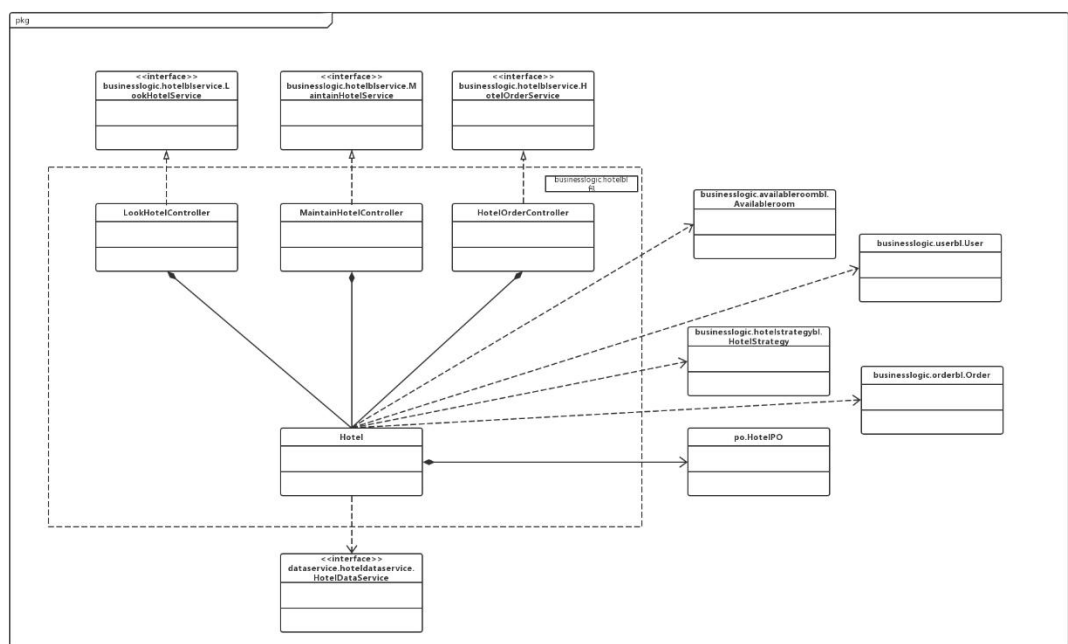 pkg
<<interface>>
businesslogic.hotelblservice.L
ookHotelService
<<interface>>
businesslogic.hotelblservice.M
aintainHotelService
<<interface>>
businesslogic.hotelblservice.H
otelOrderService
businesslogic.hotelbl
LookHotelController
MaintainHotelController
HotelOrderController
businesslogic.availableroombl.
Availableroom
businesslogic.userbl.User
businesslogic.hotelstrategybl.
HotelStrategy
businesslogic.orderbl.Order
Hotel
po.HotelPO
<<interface>>
dataservice.hoteldataservice.
HotelDataService